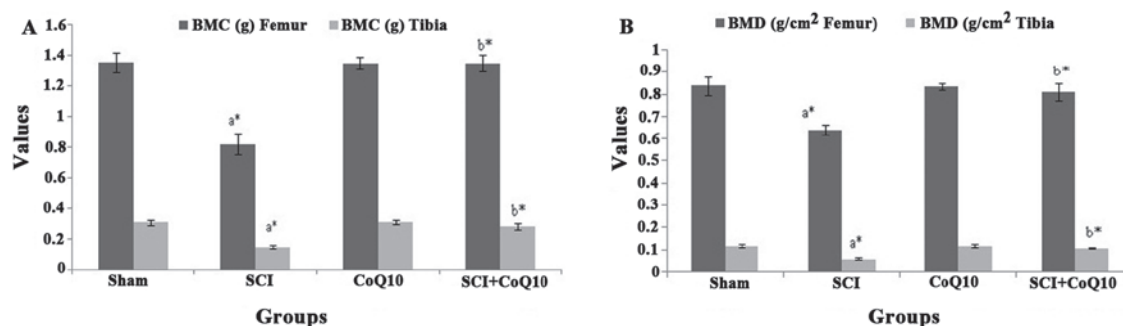 A
BMC (g) Femur BMC (g) Tibia
1.6
1.4
1.2
1
0.8
0.6
0.4
0.2
0
Values
a*
a*
b*
b*
Sham SCI CoQ10 SCI+CoQ10
Groups
B
BMD (g/cm² Femur) BMD (g/cm² Tibia
1
0.9
0.8
0.7
0.6
0.5
0.4
0.3
0.2
0.1
0
Values
a*
a*
b*
b*
Sham SCI CoQ10 SCI+CoQ10
Groups